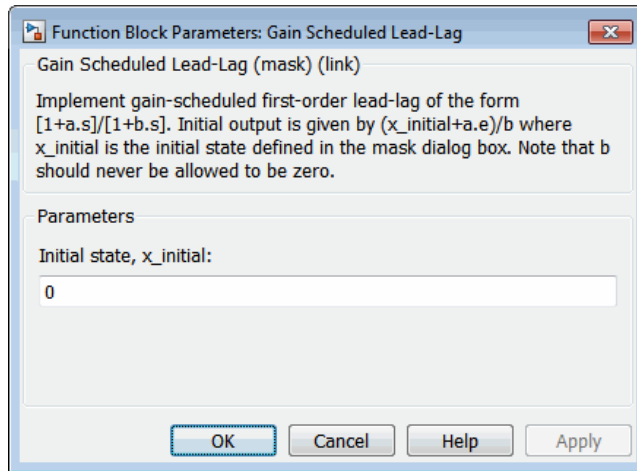 Function Block Parameters: Gain Scheduled Lead-Lag
Gain Scheduled Lead-Lag (mask) (link)
Implement gain-scheduled first-order lead-lag of the form
[1+a.s]/[1+b.s]. Initial output is given by (x_initial+a.e)/b where
x_initial is the initial state defined in the mask dialog box. Note that b
should never be allowed to be zero.
Parameters
Initial state, x_initial:
0
OK Cancel Help Apply